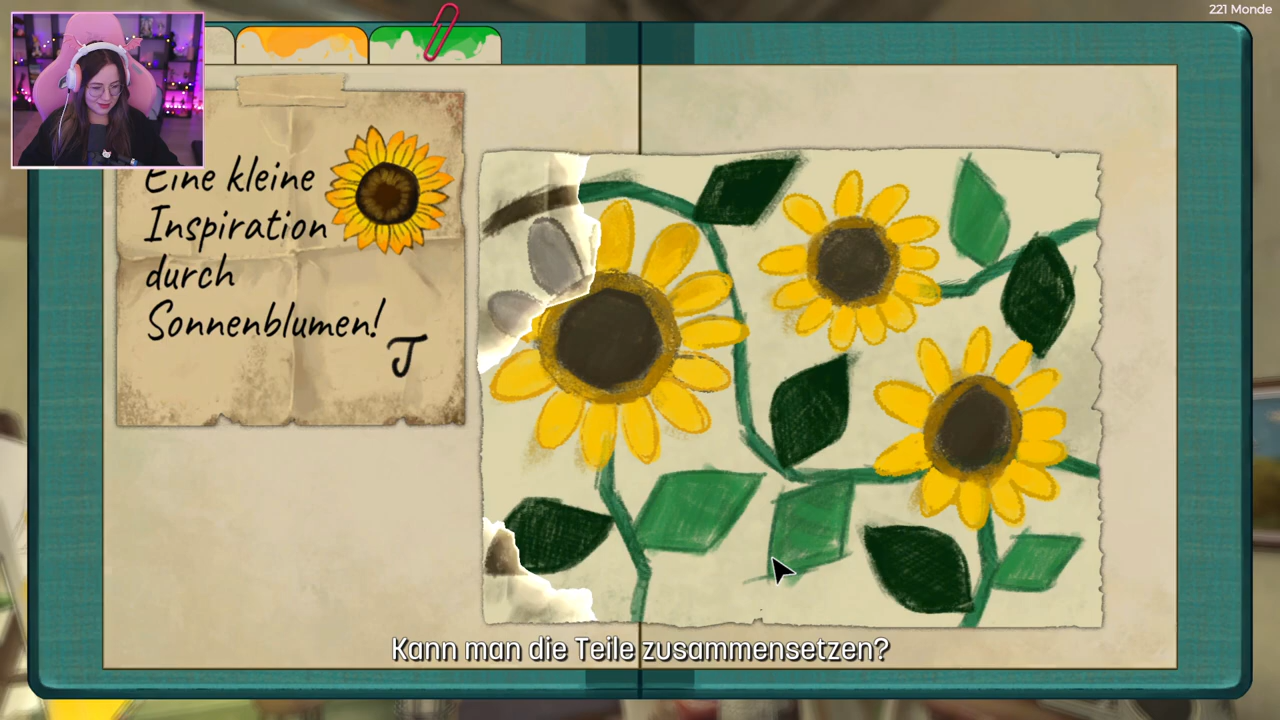 221 Monde
Eine kleine
Inspiration
durch
Sonnenblumen!
J
Kann man die Teile zusammensetzen?